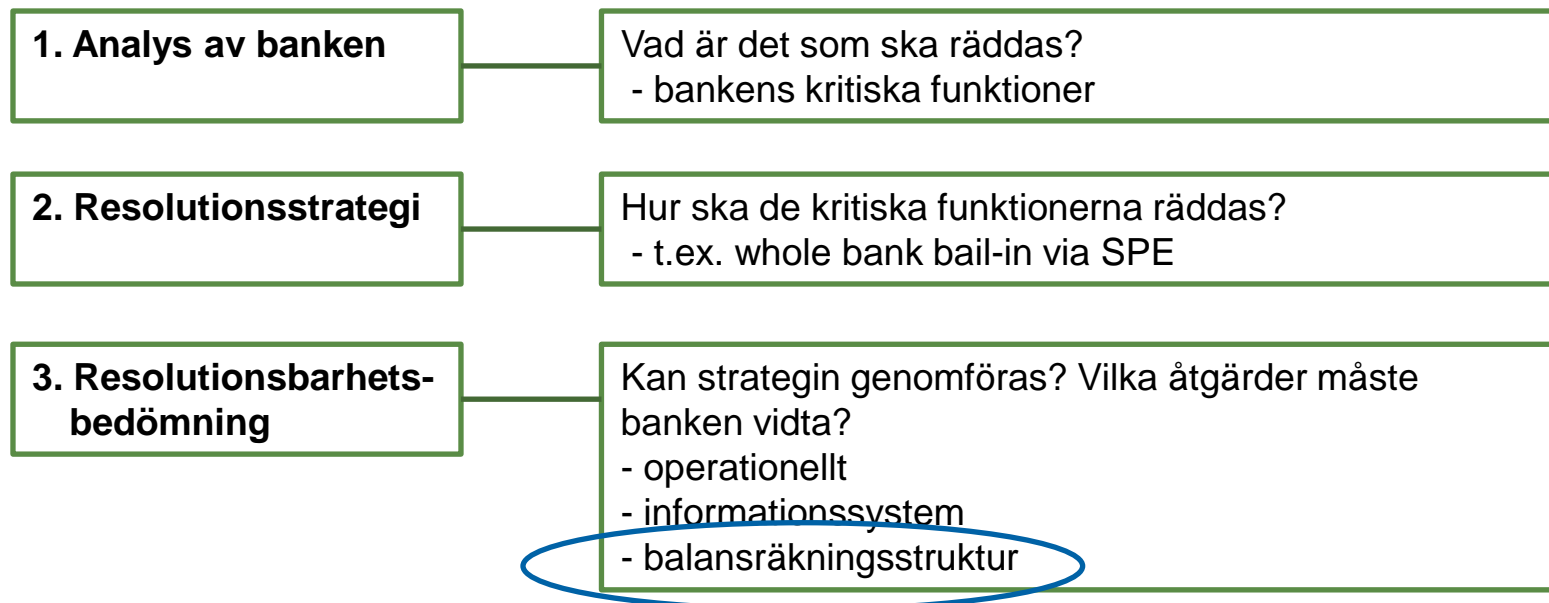 1. Analys av banken
Vad är det som ska räddas?
- bankens kritiska funktioner
2. Resolutionsstrategi
Hur ska de kritiska funktionerna räddas?
- t.ex. whole bank bail-in via SPE
3. Resolutionsbarhets-
bedömning
Kan strategin genomföras? Vilka åtgärder måste
banken vidta?
- operationellt
- informationssystem
- balansräkningsstruktur